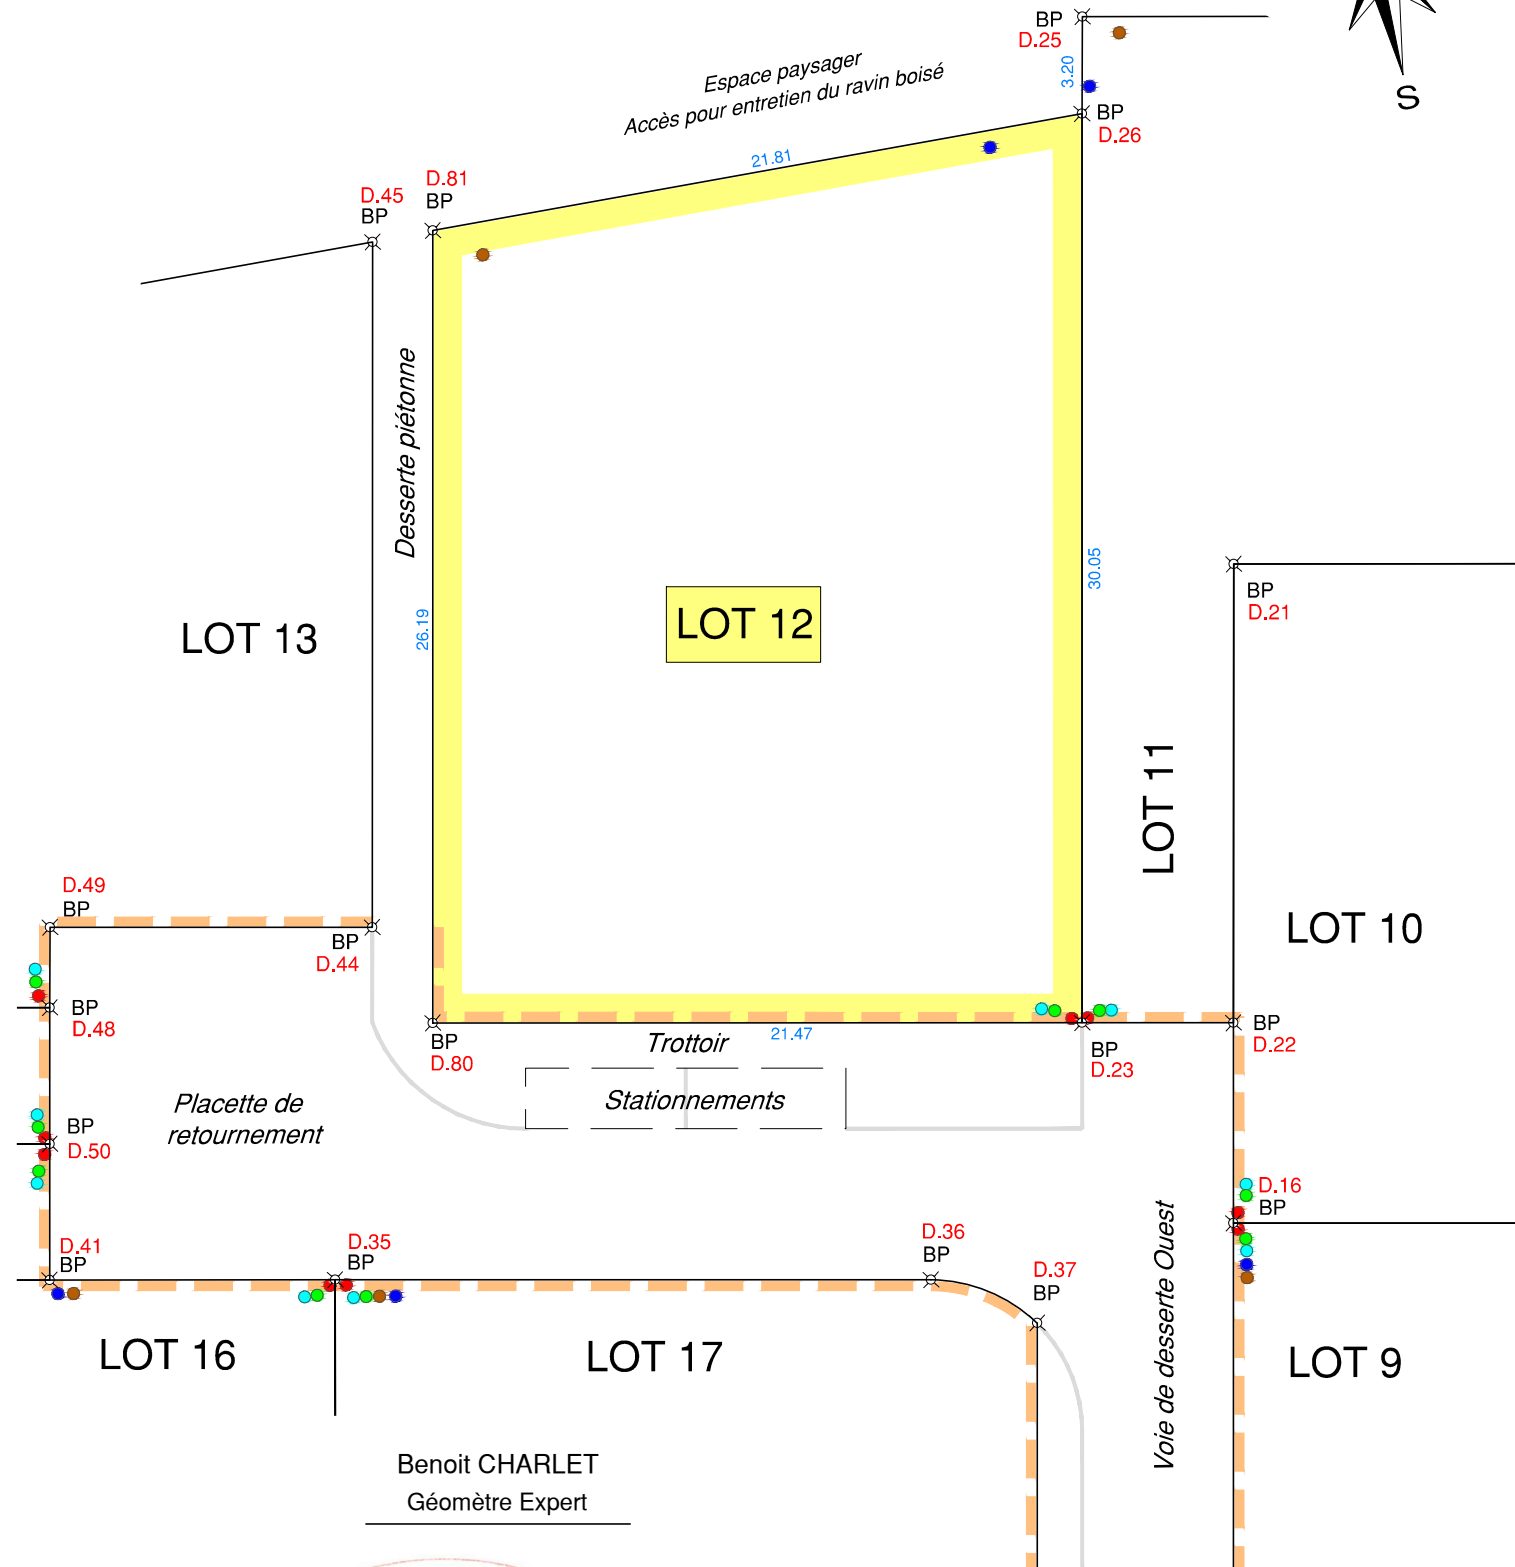 BP
D.25
3.20
S
Espace paysager
Accès pour entretien du ravin boisé
BP
D.26
21.81
D.81
BP
D.45
BP
Desserte piétonne
26.19
30.05
LOT 12
LOT 13
BP
D.21
LOT 11
LOT 10
D.49
BP
BP
D.44
BP
D.48
BP
D.80
Trottoir
21.47
BP
D.23
BP
D.22
Stationnements
Placette de
retournement
BP
D.50
D.16
BP
D.41
BP
D.35
BP
D.36
BP
D.37
BP
Voie de desserte Ouest
LOT 16
LOT 17
LOT 9
Benoit CHARLET
Géomètre Expert